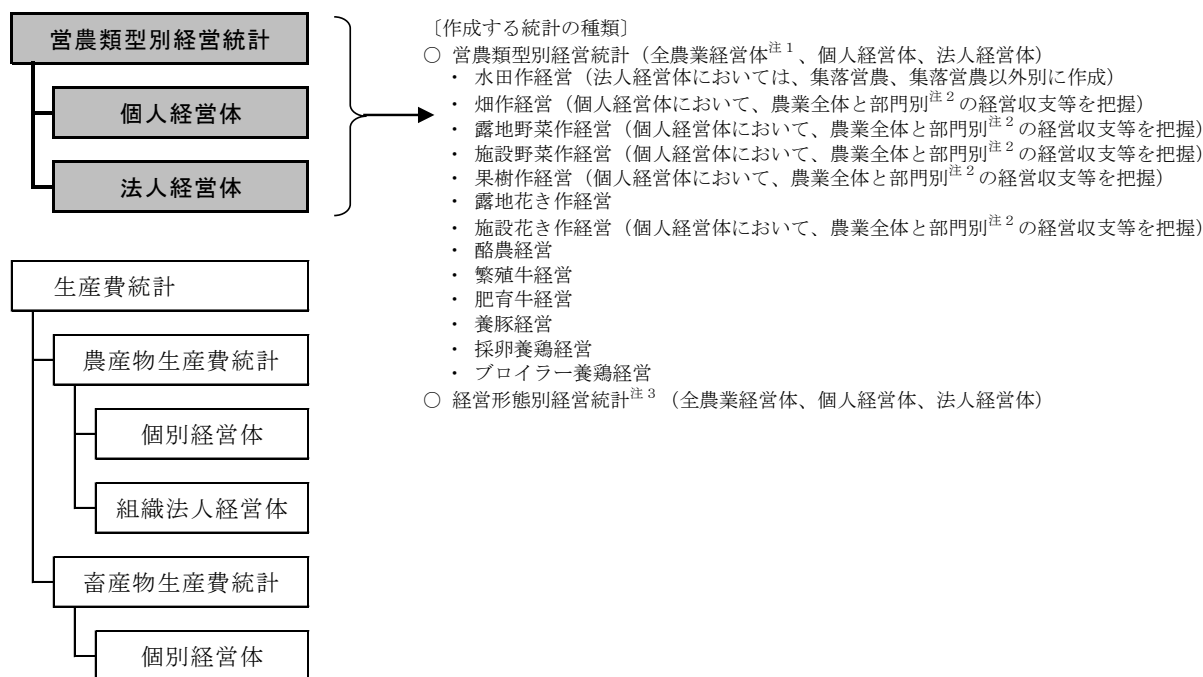 営農類型別経営統計
個人経営体
法人経営体
生産費統計
農産物生産費統計
個別経営体
組織法人経営体
畜産物生産費統計
個別経営体
〔作成する統計の種類〕
○ 営農類型別経営統計（全農業経営体注１、個人経営体、法人経営体）
・ 水田作経営（法人経営体においては、集落営農、集落営農以外別に作成）
・ 畑作経営（個人経営体において、農業全体と部門別注２の経営収支等を把握）
・ 露地野菜作経営（個人経営体において、農業全体と部門別注２の経営収支等を把握）
・ 施設野菜作経営（個人経営体において、農業全体と部門別注２の経営収支等を把握）
・ 果樹作経営（個人経営体において、農業全体と部門別注２の経営収支等を把握）
・ 露地花き作経営
・ 施設花き作経営（個人経営体において、農業全体と部門別注２の経営収支等を把握）
・ 酪農経営
・ 繁殖牛経営
・ 肥育牛経営
・ 養豚経営
・ 採卵養鶏経営
・ ブロイラー養鶏経営
○ 経営形態別経営統計注３（全農業経営体、個人経営体、法人経営体）